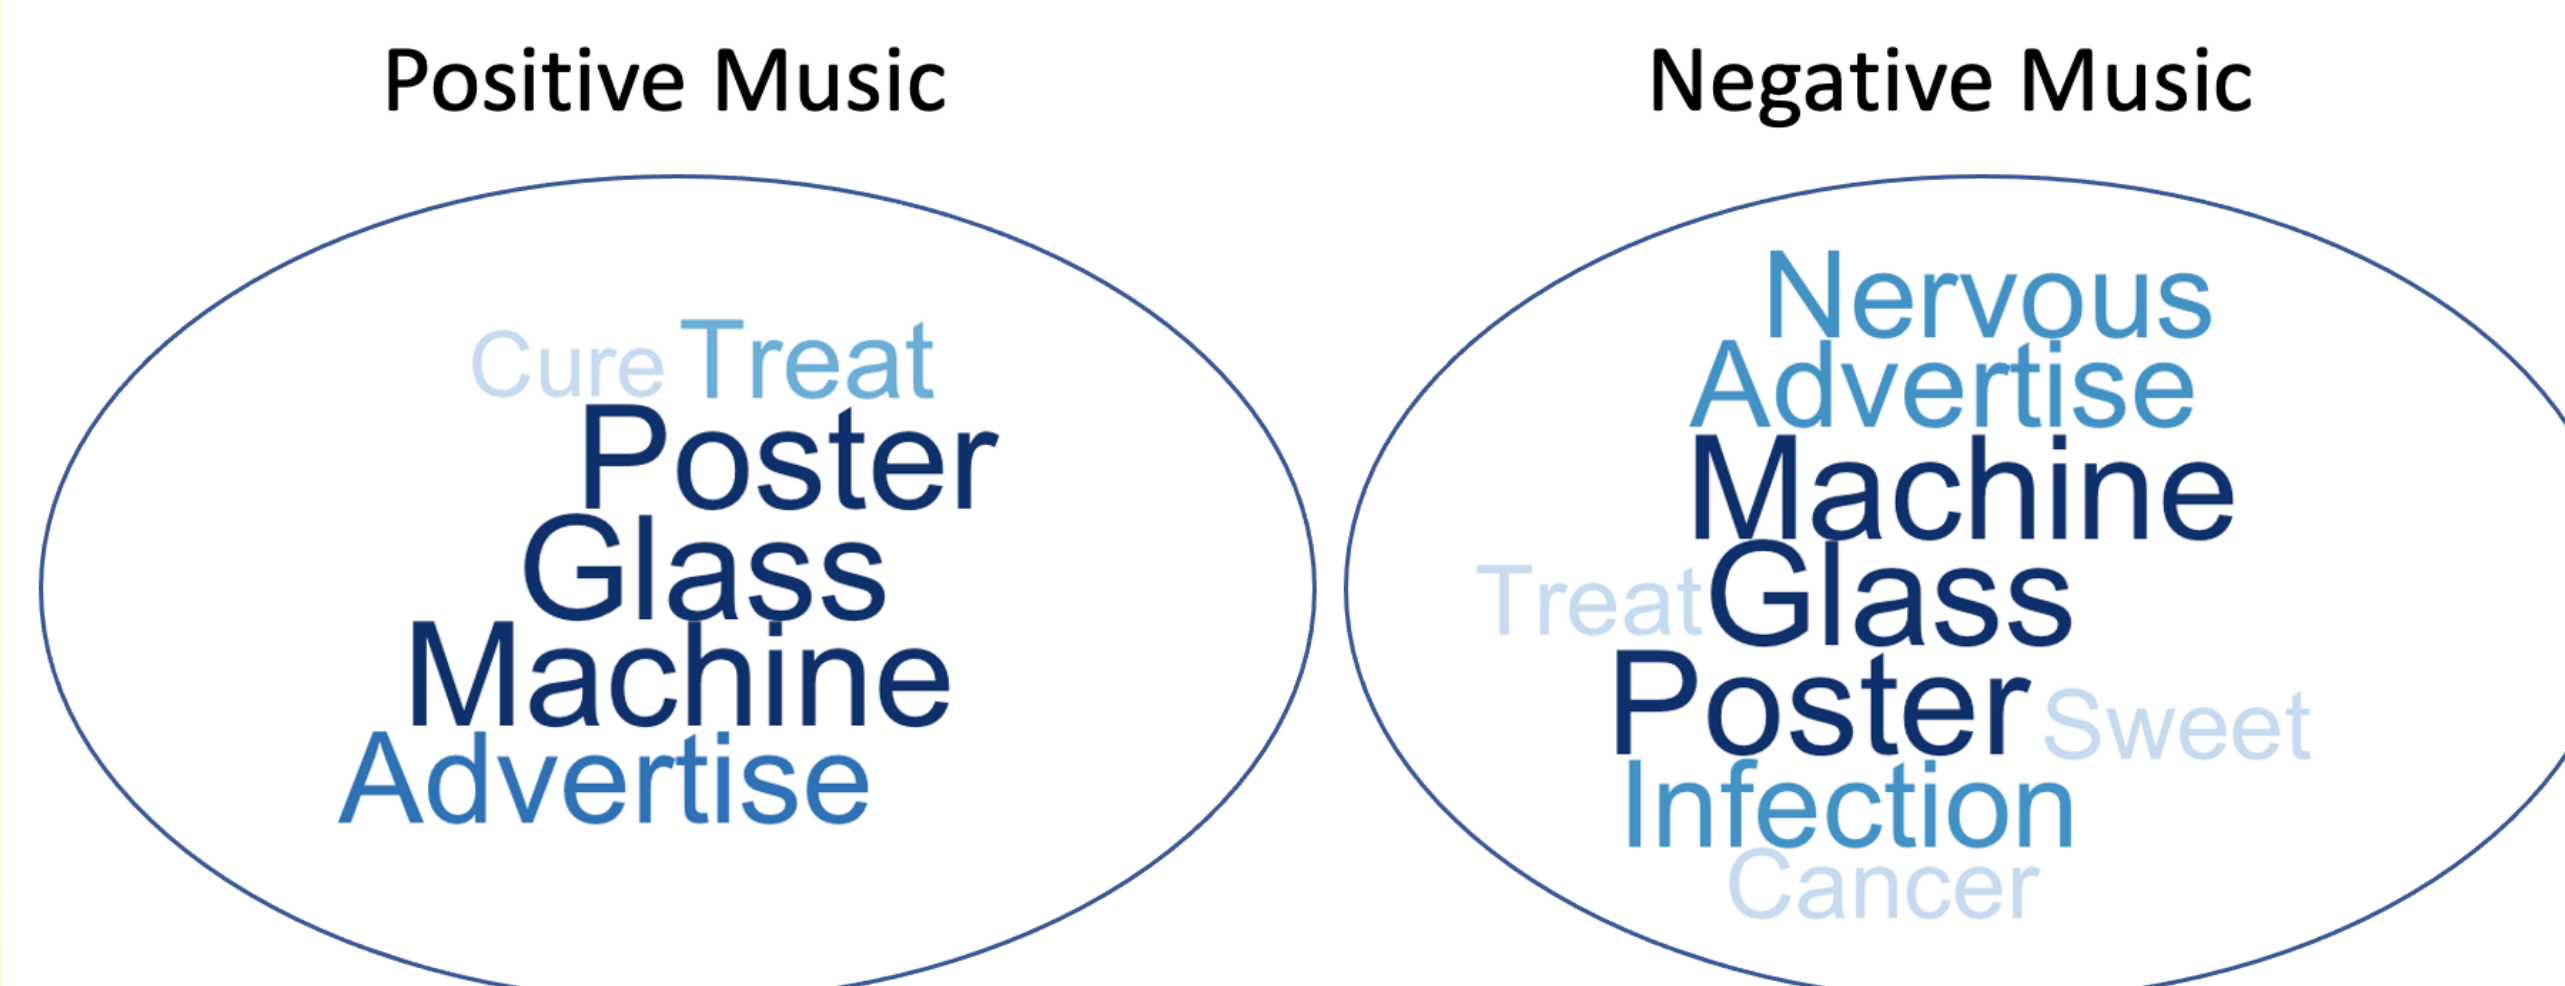 Positive Music
Cure Treat
Poster
Glass
Machine
Advertise
Negative Music
Nervous
Advertise
Machine
Treat Glass
Poster Sweet
Infection
Cancer